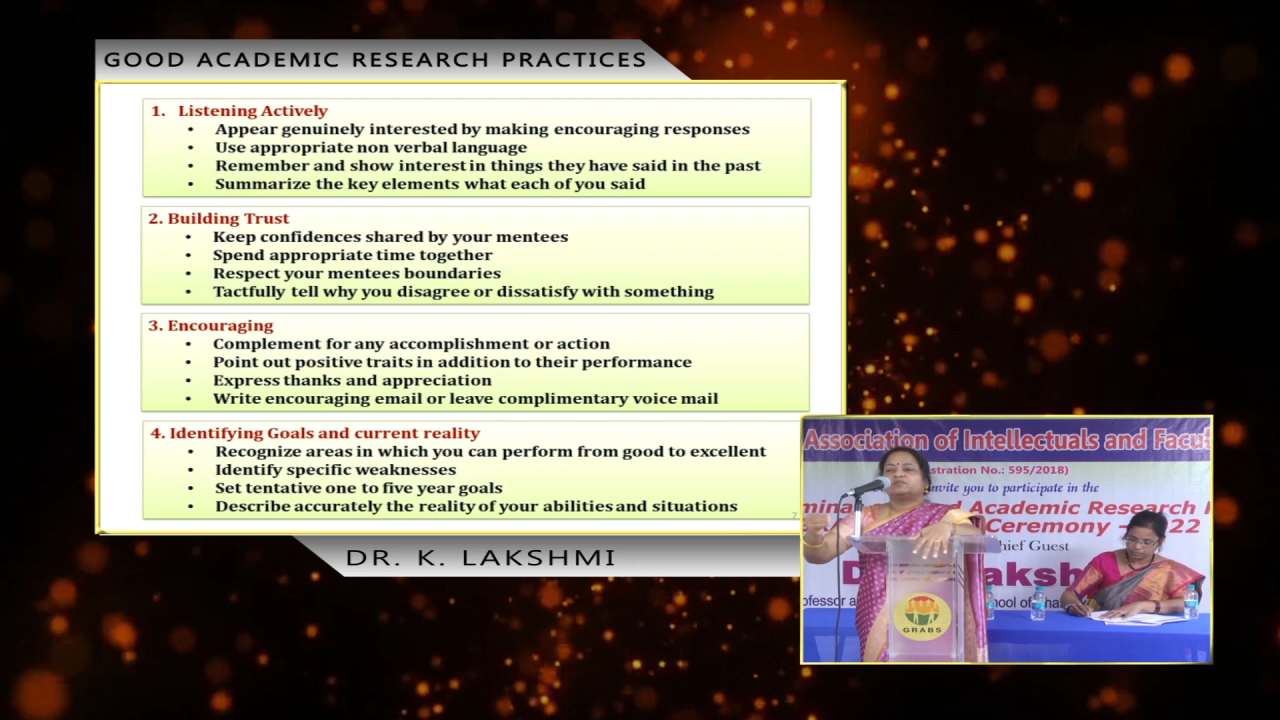 GOOD ACADEMIC RESEARCH PRACTICES
1. Listening Actively
• Appear genuinely interested by making encouraging responses
• Use appropriate non verbal language
• Remember and show interest in things they have said in the past
• Summarize the key elements what each of you said
2. Building Trust
• Keep confidences shared by your mentees
• Spend appropriate time together
• Respect your mentees boundaries
• Tactfully tell why you disagree or dissatisfy with something
3. Encouraging
• Complement for any accomplishment or action
• Point out positive traits in addition to their performance
• Express thanks and appreciation
• Write encouraging email or leave complimentary voice mail
4. Identifying Goals and current reality
• Recognize areas in which you can perform from good to excellent
• Identify specific weaknesses
• Set tentative one to five year goals
• Describe accurately the reality of your abilities and situations
7
DR. K. LAKSHMI
Association of Intellectuals and
No.: 595/2018)
you to participate in the
Academic Research
Ceremony
Guest
GRABS